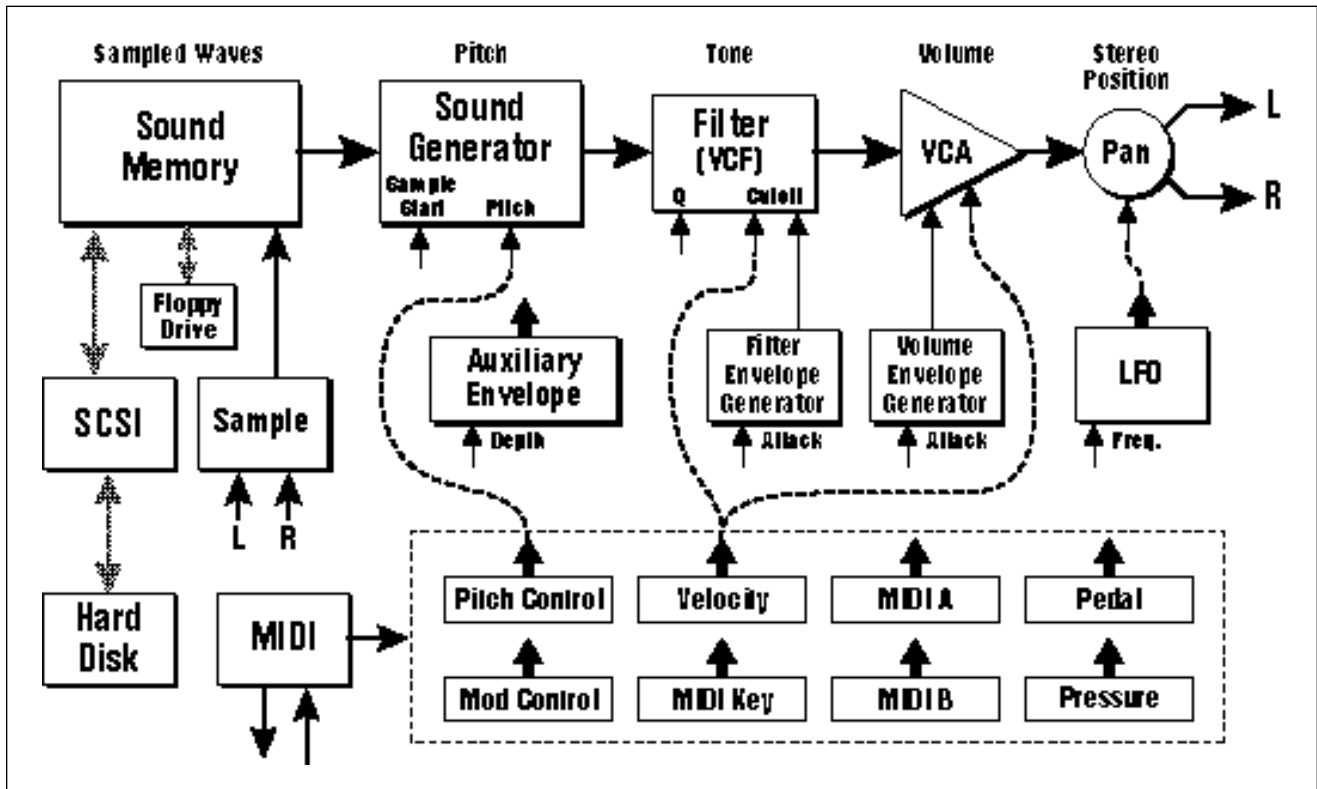 Sampled Waves
Pitch
Tone
Volume
Stereo
Position
Sound
Memory
Sound
Generator
Sample
Start
Pitch
Filter
(VCF)
Q
Cutoff
VCA
Pan
L
R
Floppy
Drive
SCSI
Sample
L
R
Hard
Disk
Auxiliary
Envelope
Depth
Filter
Envelope
Generator
Attack
Volume
Envelope
Generator
Attack
LFO
Freq.
MIDI
Pitch Control
Velocity
MIDI A
Pedal
Mod Control
MIDI Key
MIDI B
Pressure